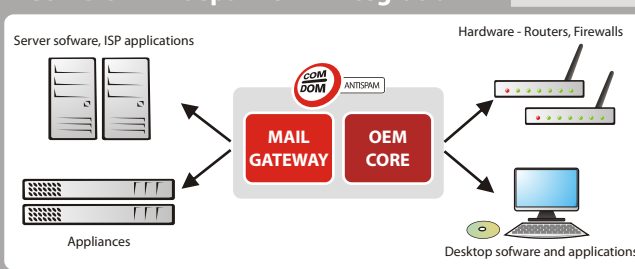 Server sofware, ISP applications
Hardware - Routers, Firewalls
COM
DOM
ANTISPAM
MAIL
GATEWAY
OEM
CORE
Appliances
Desktop sofware and applications